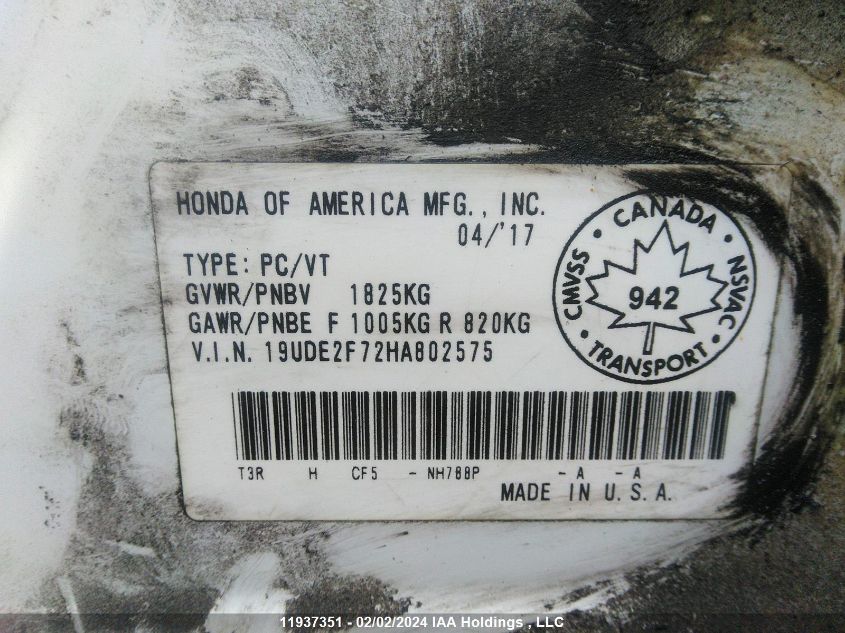 HONDA OF AMERICA MFG., INC.
04/'17
TYPE: PC/VT
GVWR/PNBV 1825KG
GAWR/PNBE F 1005KG R 820KG
V.I.N. 19UDE2F72HA802575
CANADA
CMVSS · NSVAC
942
TRANSPORT
T3R H CF5 - NH788P - A - A
MADE IN U.S.A.
11937351 - 02/02/2024 IAA Holdings, LLC